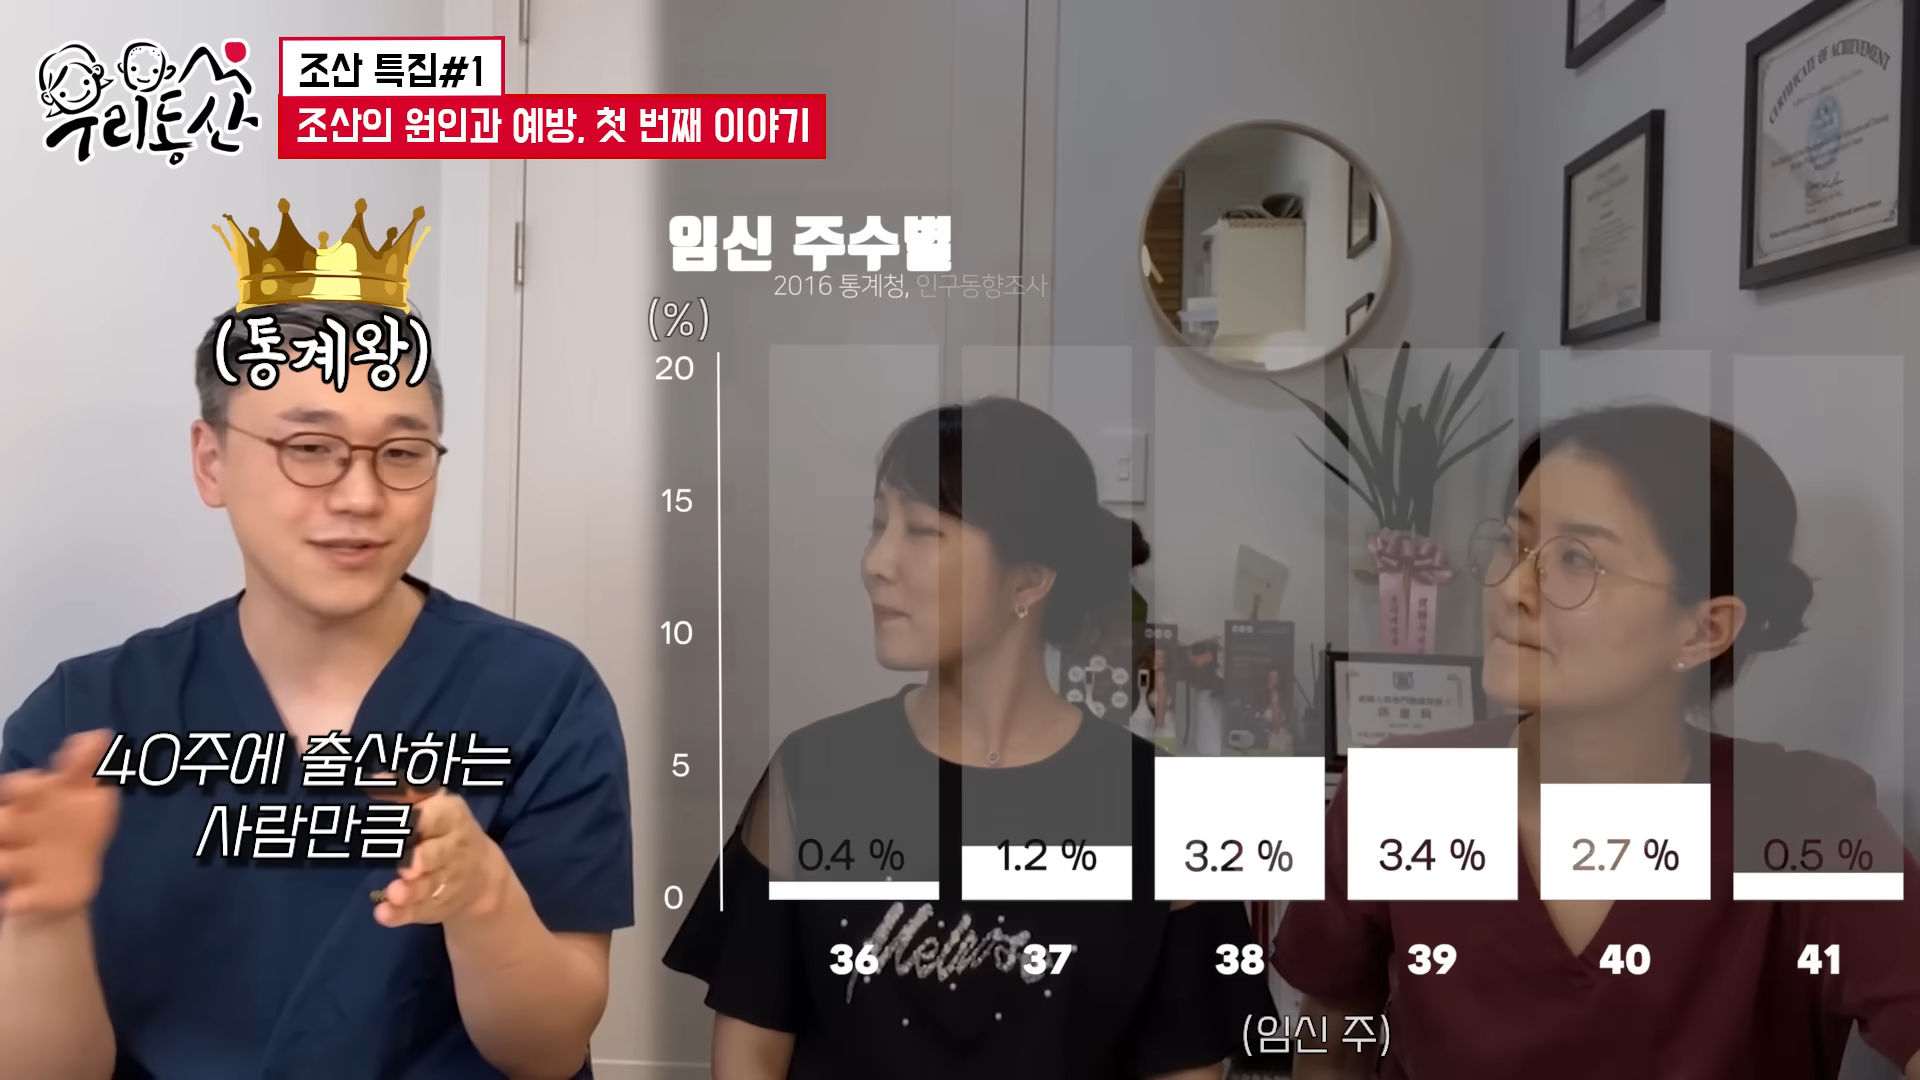 우리동산
조산 특집#1
조산의 원인과 예방, 첫 번째 이야기
(통계왕)
40주에 출산하는
사람만큼
임신 주수별
2016 통계청, 인구동향조사
(%)
20
15
10
5
0
0.4 %
1.2 %
3.2 %
3.4 %
2.7 %
0.5 %
36
37
38
39
40
41
(임신 주)
CERTIFICATE OF ACHIEVEMENT